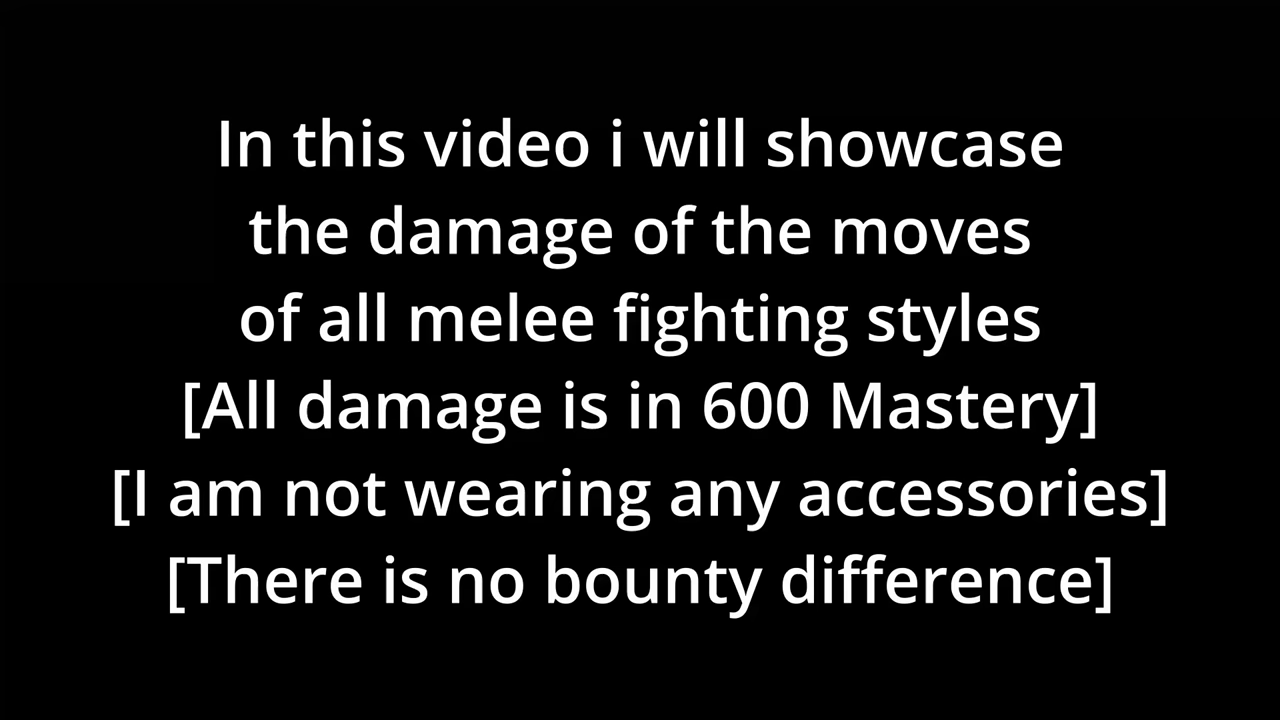 In this video i will showcase
the damage of the moves
of all melee fighting styles
[All damage is in 600 Mastery]
[I am not wearing any accessories]
[There is no bounty difference]